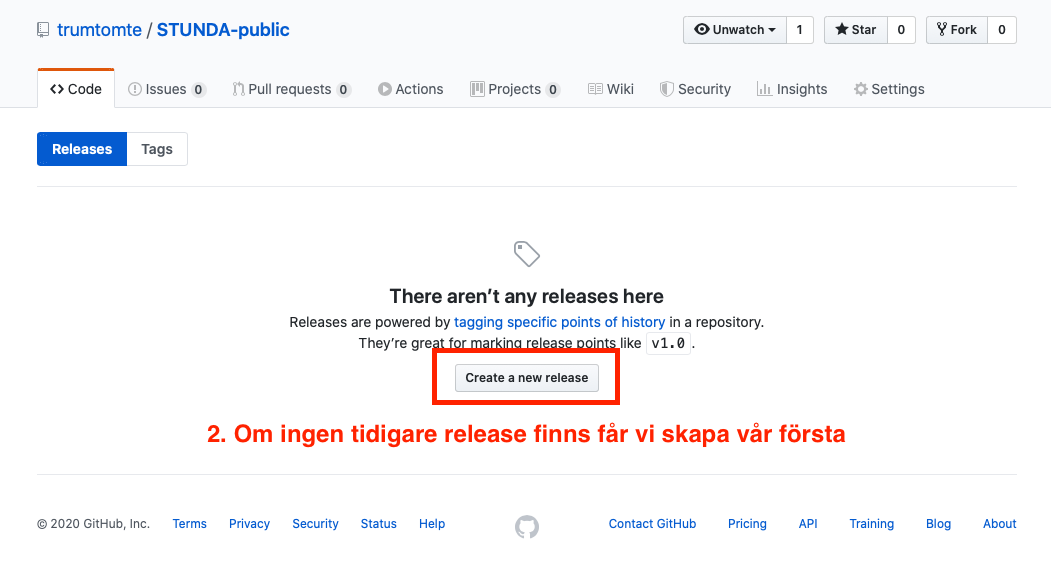 trumtomte / STUNDA-public
Unwatch 1 Star 0 Fork 0
Code Issues 0 Pull requests 0 Actions Projects 0 Wiki Security Insights Settings
Releases Tags
There aren’t any releases here
Releases are powered by tagging specific points of history in a repository.
They’re great for marking release points like v1.0.
Create a new release
2. Om ingen tidigare release finns får vi skapa vår första
© 2020 GitHub, Inc. Terms Privacy Security Status Help Contact GitHub Pricing API Training Blog About